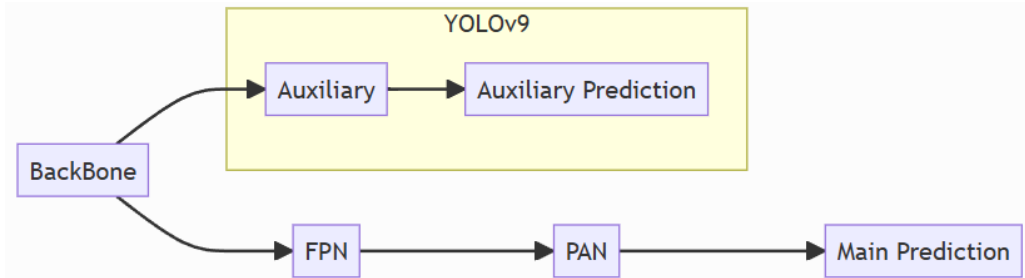 YOLOv9
Auxiliary
Auxiliary Prediction
BackBone
FPN
PAN
Main Prediction